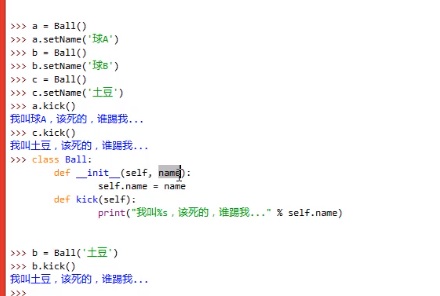 >>> a = Ball()
>>> a.setName('球A')
>>> b = Ball()
>>> b.setName('球B')
>>> c = Ball()
>>> c.setName('土豆')
>>> a.kick()
我叫球A，该死的，谁踢我...
>>> c.kick()
我叫土豆，该死的，谁踢我...
>>> class Ball:
def __init__(self, name):
self.name = name
def kick(self):
print("我叫%s，该死的，谁踢我..." % self.name)
>>> b = Ball('土豆')
>>> b.kick()
我叫土豆，该死的，谁踢我...
>>>